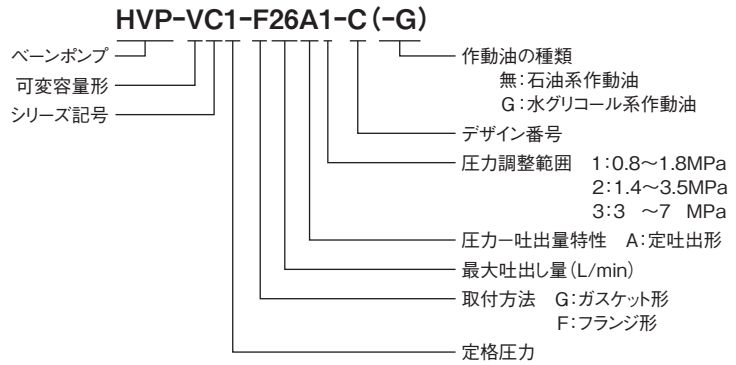 HVP-VC1-F26A1-C(-G)
ベーンポンプ
可変容量形
シリーズ記号
作動油の種類
無:石油系作動油
G:水グリコール系作動油
デザイン番号
圧力調整範囲 1:0.8～1.8MPa
2:1.4～3.5MPa
3:3 ～7 MPa
圧力ー吐出量特性 A:定吐出形
最大吐出し量(L/min)
取付方法 G:ガスケット形
F:フランジ形
定格圧力